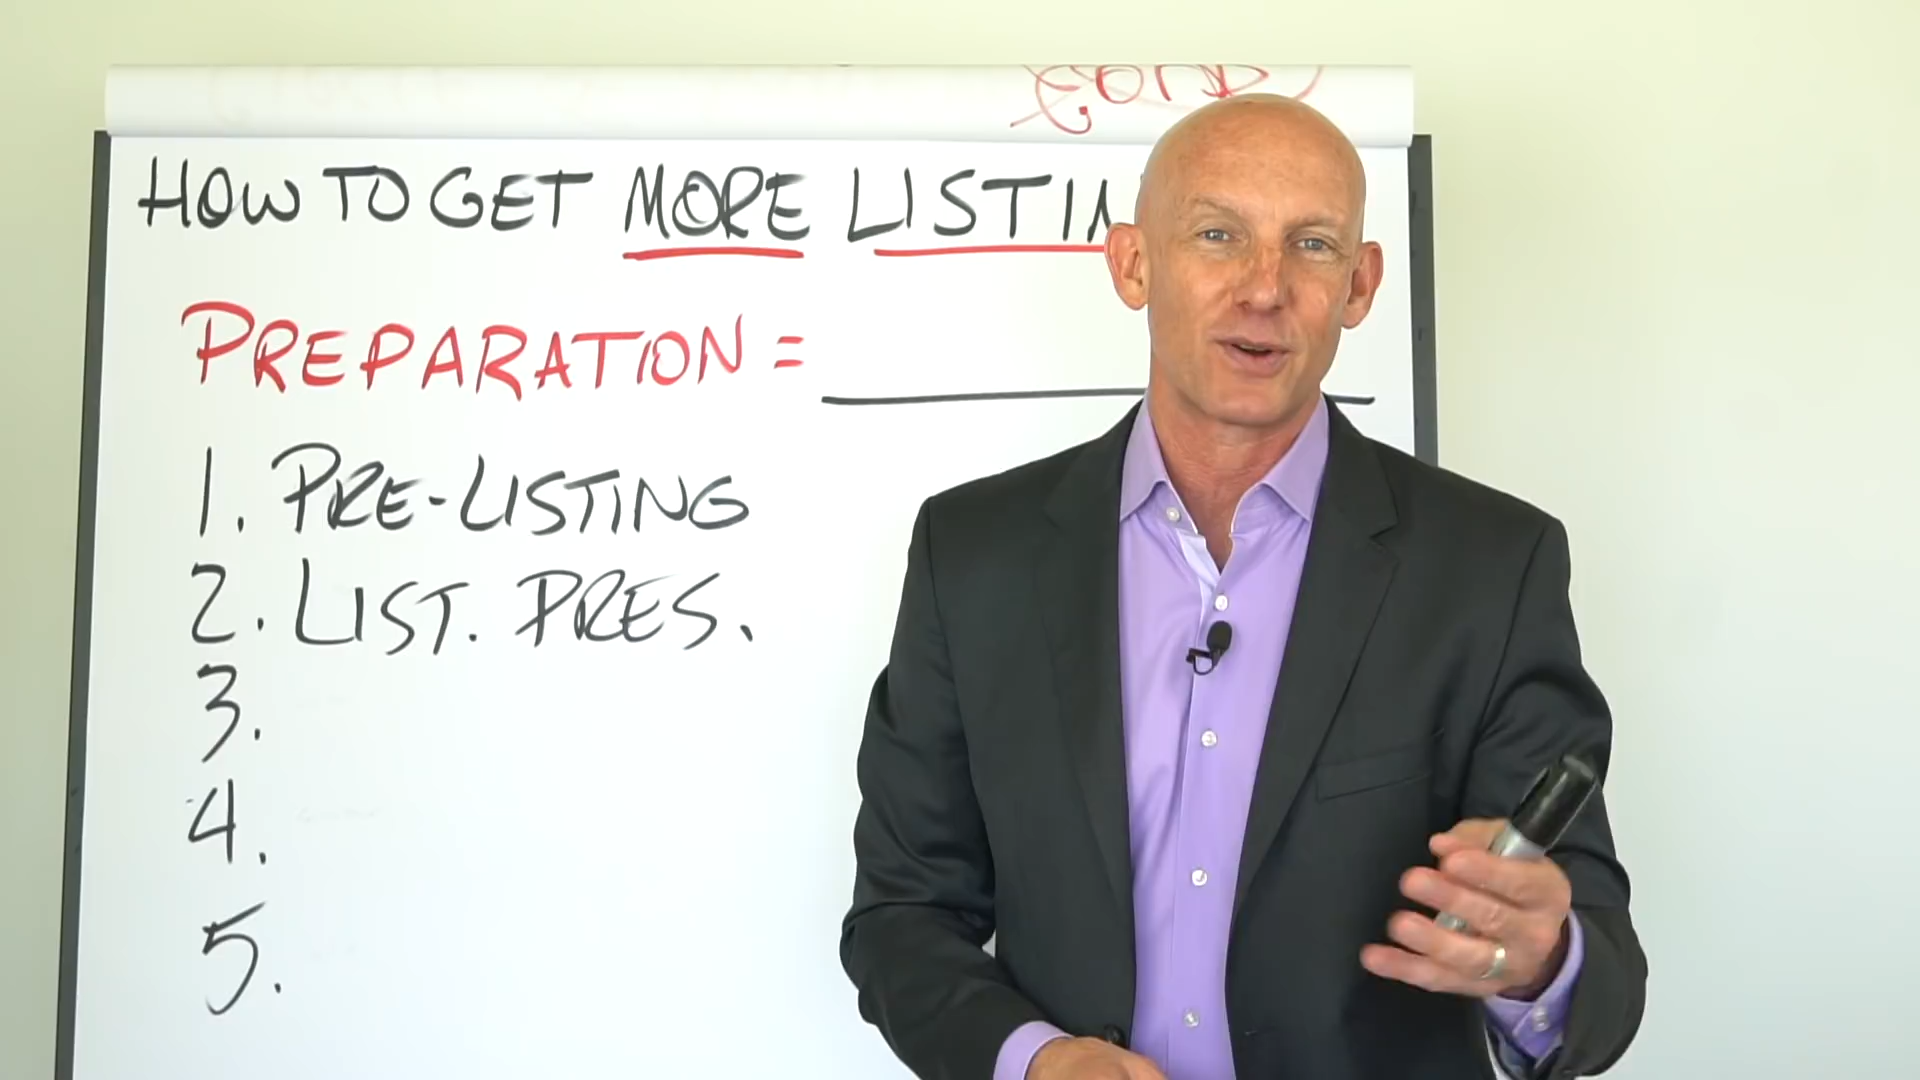 HOW TO GET MORE LISTIN
PREPARATION =
1. PRE-LISTING
2. LIST. PRES.
3.
4.
5.